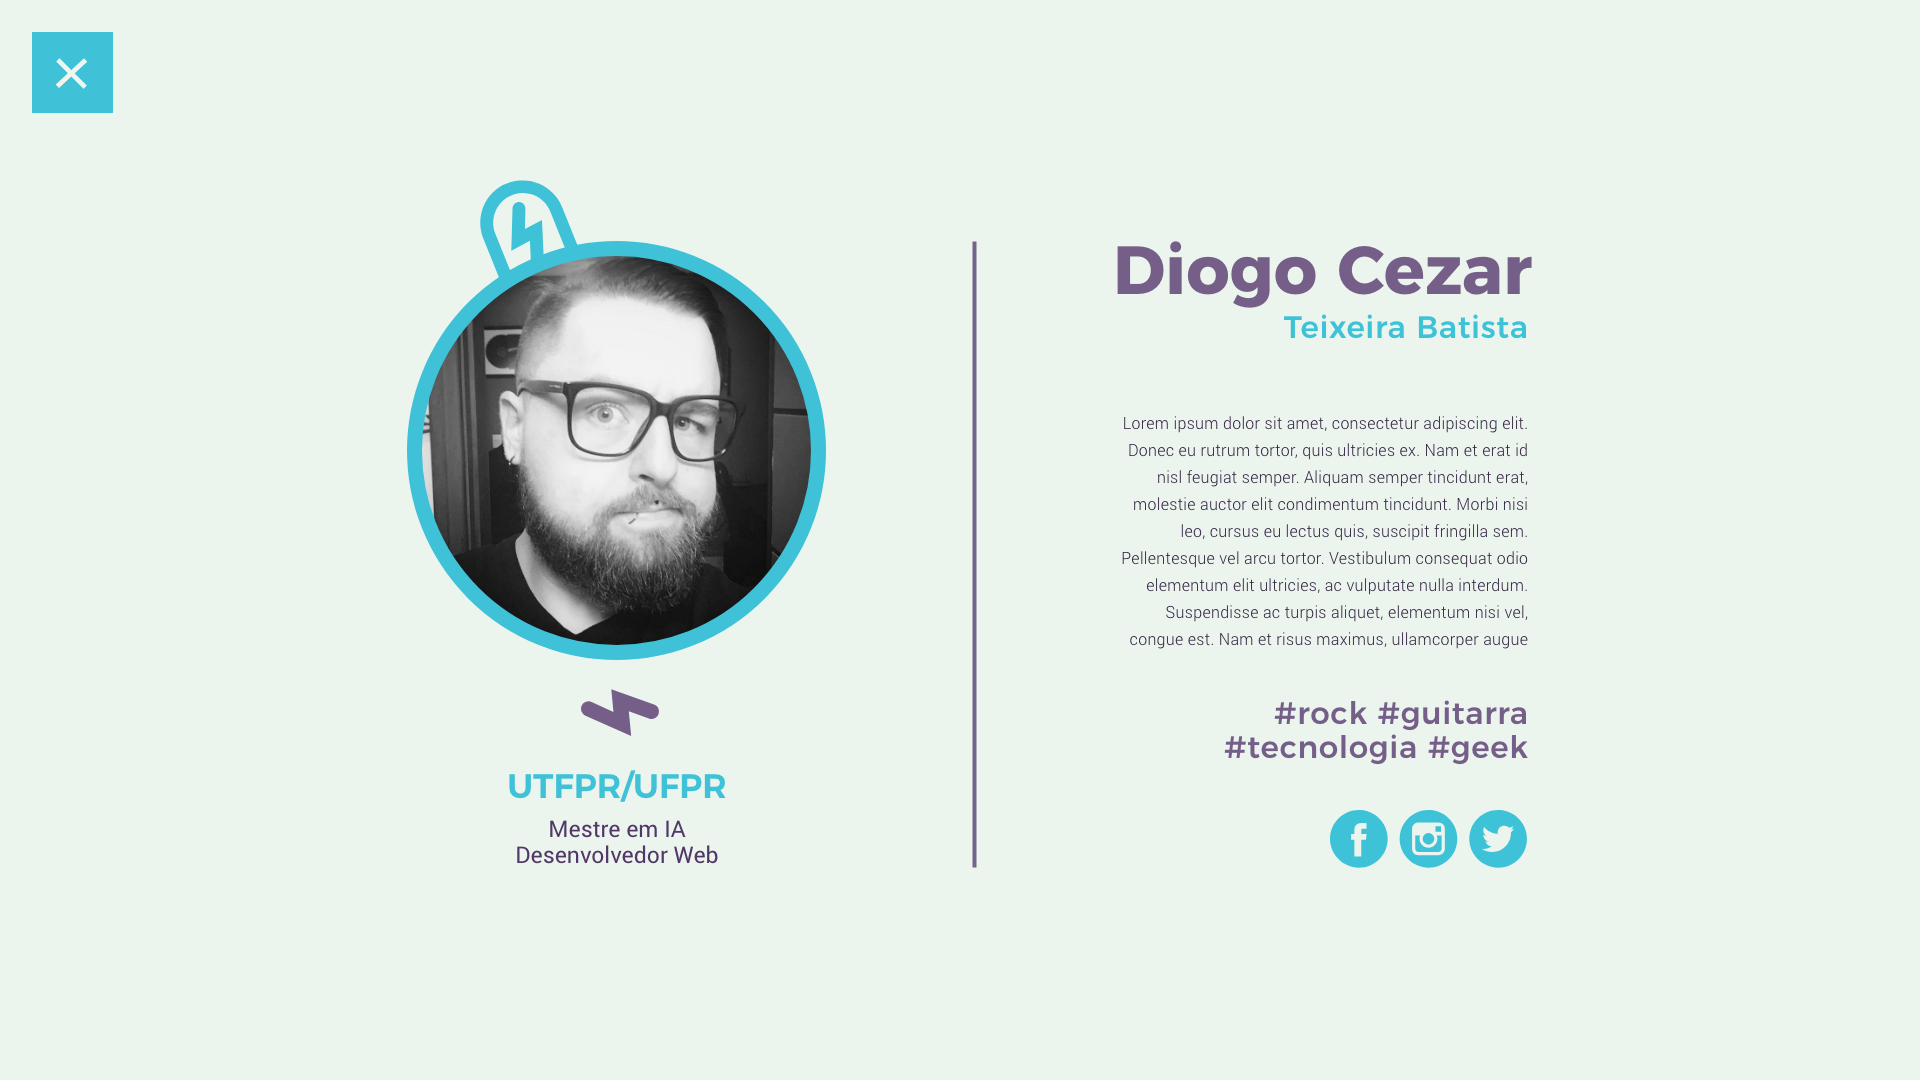 Diogo Cezar
Teixeira Batista
Lorem ipsum dolor sit amet, consectetur adipiscing elit.
Donec eu rutrum tortor, quis ultricies ex. Nam et erat id
nisl feugiat semper. Aliquam semper tincidunt erat,
molestie auctor elit condimentum tincidunt. Morbi nisi
leo, cursus eu lectus quis, suscipit fringilla sem.
Pellentesque vel arcu tortor. Vestibulum consequat odio
elementum elit ultricies, ac vulputate nulla interdum.
Suspendisse ac turpis aliquet, elementum nisi vel,
congue est. Nam et risus maximus, ullamcorper augue
#rock #guitarra
#tecnologia #geek
UTFPR/UFPR
Mestre em IA
Desenvolvedor Web